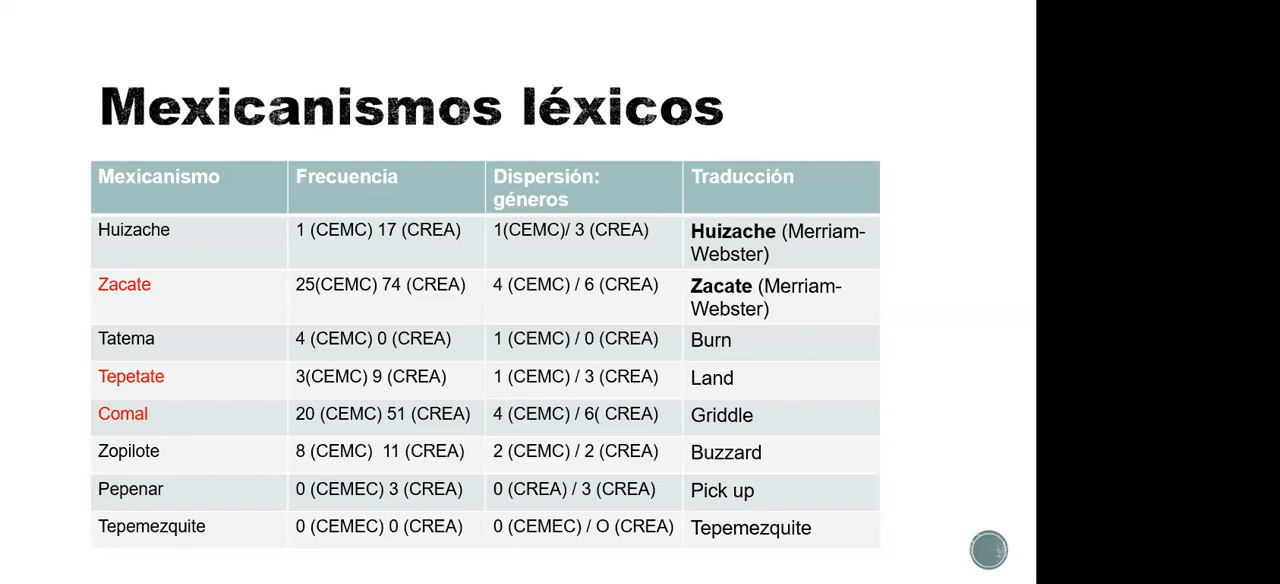 Mexicanismos léxicos
Mexicanismo Frecuencia Dispersión: géneros Traducción
Huizache 1 (CEMC) 17 (CREA) 1(CEMC)/ 3 (CREA) Huizache (Merriam-Webster)
Zacate 25(CEMC) 74 (CREA) 4 (CEMC) / 6 (CREA) Zacate (Merriam-Webster)
Tatema 4 (CEMC) 0 (CREA) 1 (CEMC) / 0 (CREA) Burn
Tepetate 3(CEMC) 9 (CREA) 1 (CEMC) / 3 (CREA) Land
Comal 20 (CEMC) 51 (CREA) 4 (CEMC) / 6( CREA) Griddle
Zopilote 8 (CEMC) 11 (CREA) 2 (CEMC) / 2 (CREA) Buzzard
Pepenar 0 (CEMEC) 3 (CREA) 0 (CREA) / 3 (CREA) Pick up
Tepemezquite 0 (CEMEC) 0 (CREA) 0 (CEMEC) / O (CREA) Tepemezquite